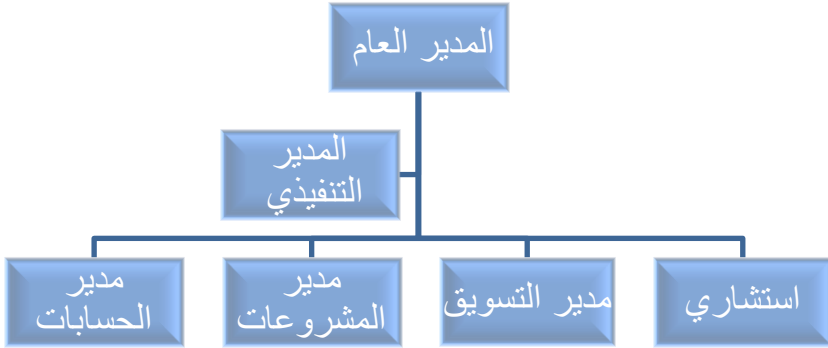 المدير العام
المدير
التنفيذي
استشاري
مدير التسويق
مدير
المشروعات
مدير
الحسابات